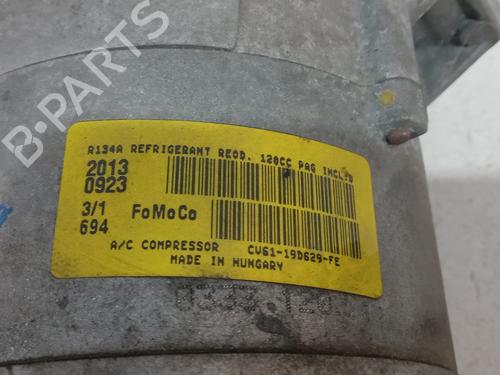 B-PARTS
R134A REFRIGERANT REQD. 120CC PAG INCLUD
2013
0923
3/1 FoMoCo
694
A/C COMPRESSOR CV61-19D629-FE
MADE IN HUNGARY